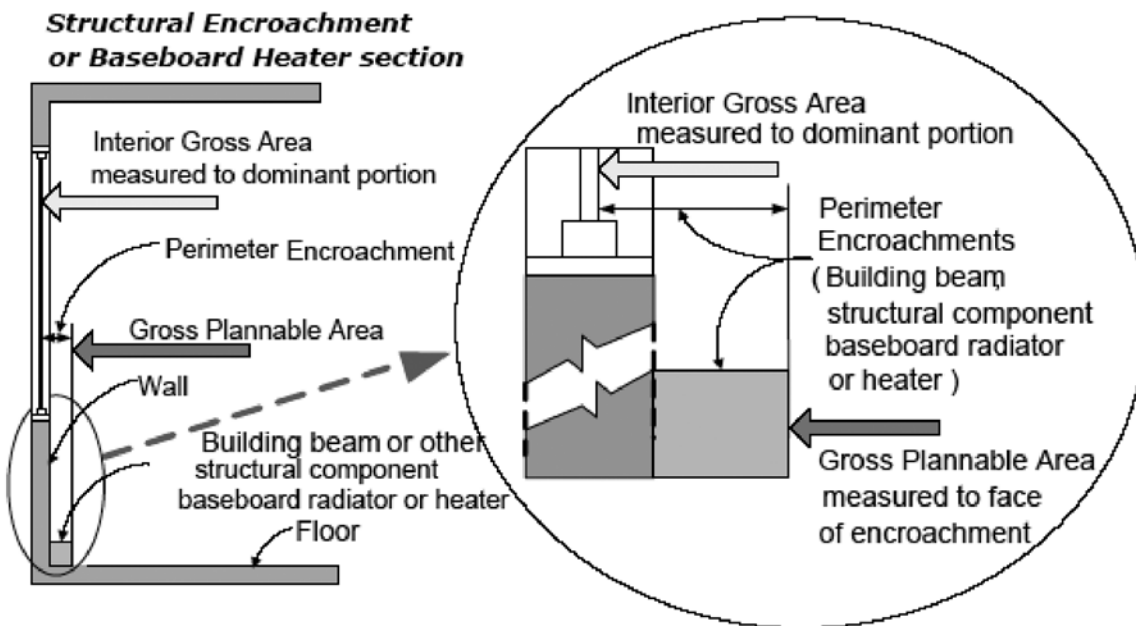 Structural Encroachment
or Baseboard Heater section
Interior Gross Area
measured to dominant portion
Perimeter Encroachment
Gross Plannable Area
Wall
Building beam or other
structural component
baseboard radiator or heater
Floor
Interior Gross Area
measured to dominant portion
Perimeter
Encroachments
( Building beam,
structural component
baseboard radiator
or heater )
Gross Plannable Area
measured to face
of encroachment